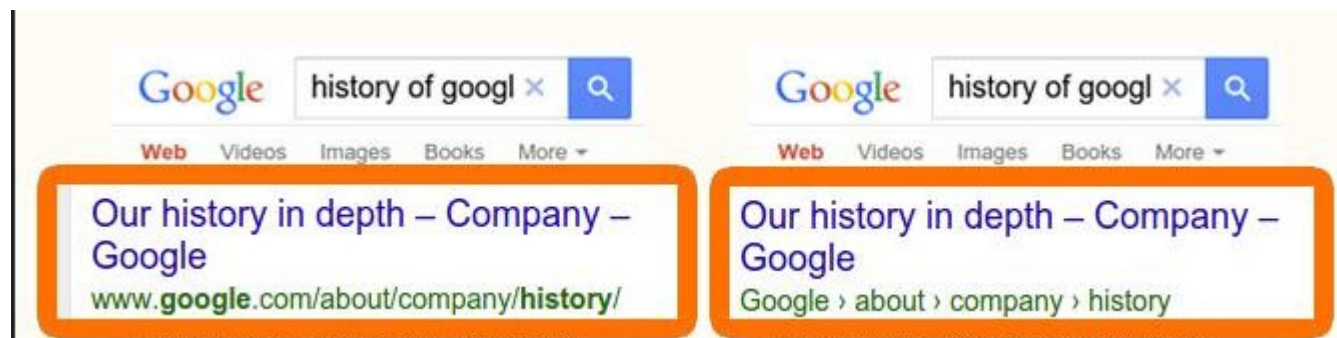 Google history of googl ×
Web Videos Images Books More
Our history in depth – Company –
Google
www.google.com/about/company/history/
Google history of googl ×
Web Videos Images Books More
Our history in depth – Company –
Google
Google › about › company › history